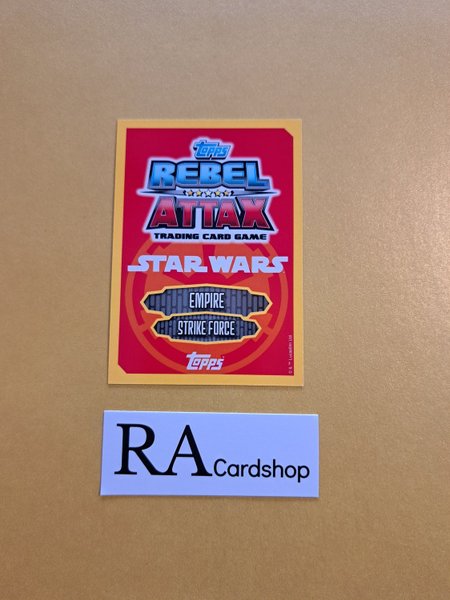 Topps
REBEL
ATTAX
TRADING CARD GAME
STAR WARS
EMPIRE
STRIKE FORCE
Topps
RA Cardshop